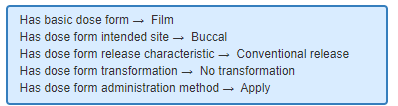 Has basic dose form → Film
Has dose form intended site → Buccal
Has dose form release characteristic → Conventional release
Has dose form transformation → No transformation
Has dose form administration method → Apply